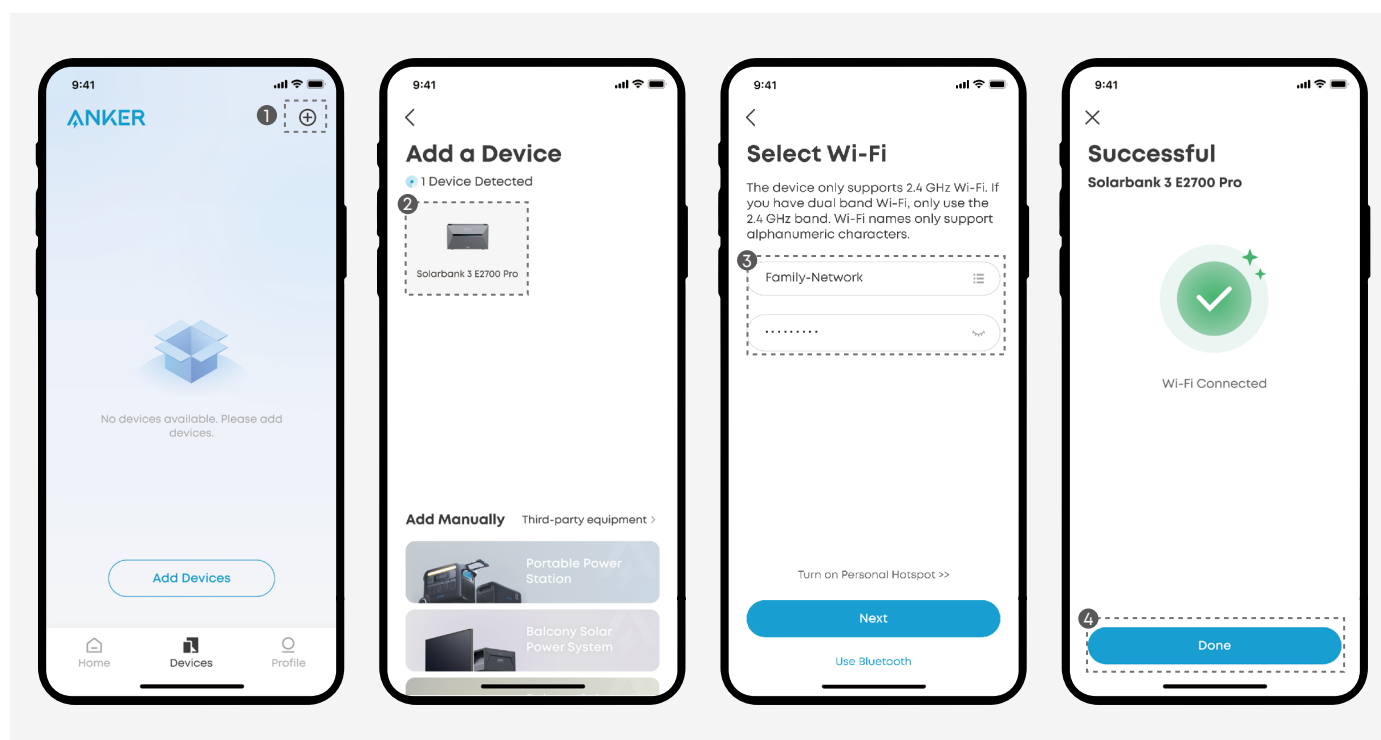 9:41
ANKER
1
No devices available. Please add
devices.
Add Devices
Home
Devices
Profile
9:41
Add a Device
1 Device Detected
2
Solarbank 3 E2700 Pro
Add Manually
Third-party equipment >
Portable Power
Station
Balcony Solar
Power System
9:41
Select Wi-Fi
The device only supports 2.4 GHz Wi-Fi. If
you have dual band Wi-Fi, only use the
2.4 GHz band. Wi-Fi names only support
alphanumeric characters.
3
Family-Network
·········
Turn on Personal Hotspot >>
Next
Use Bluetooth
9:41
Successful
Solarbank 3 E2700 Pro
Wi-Fi Connected
4
Done